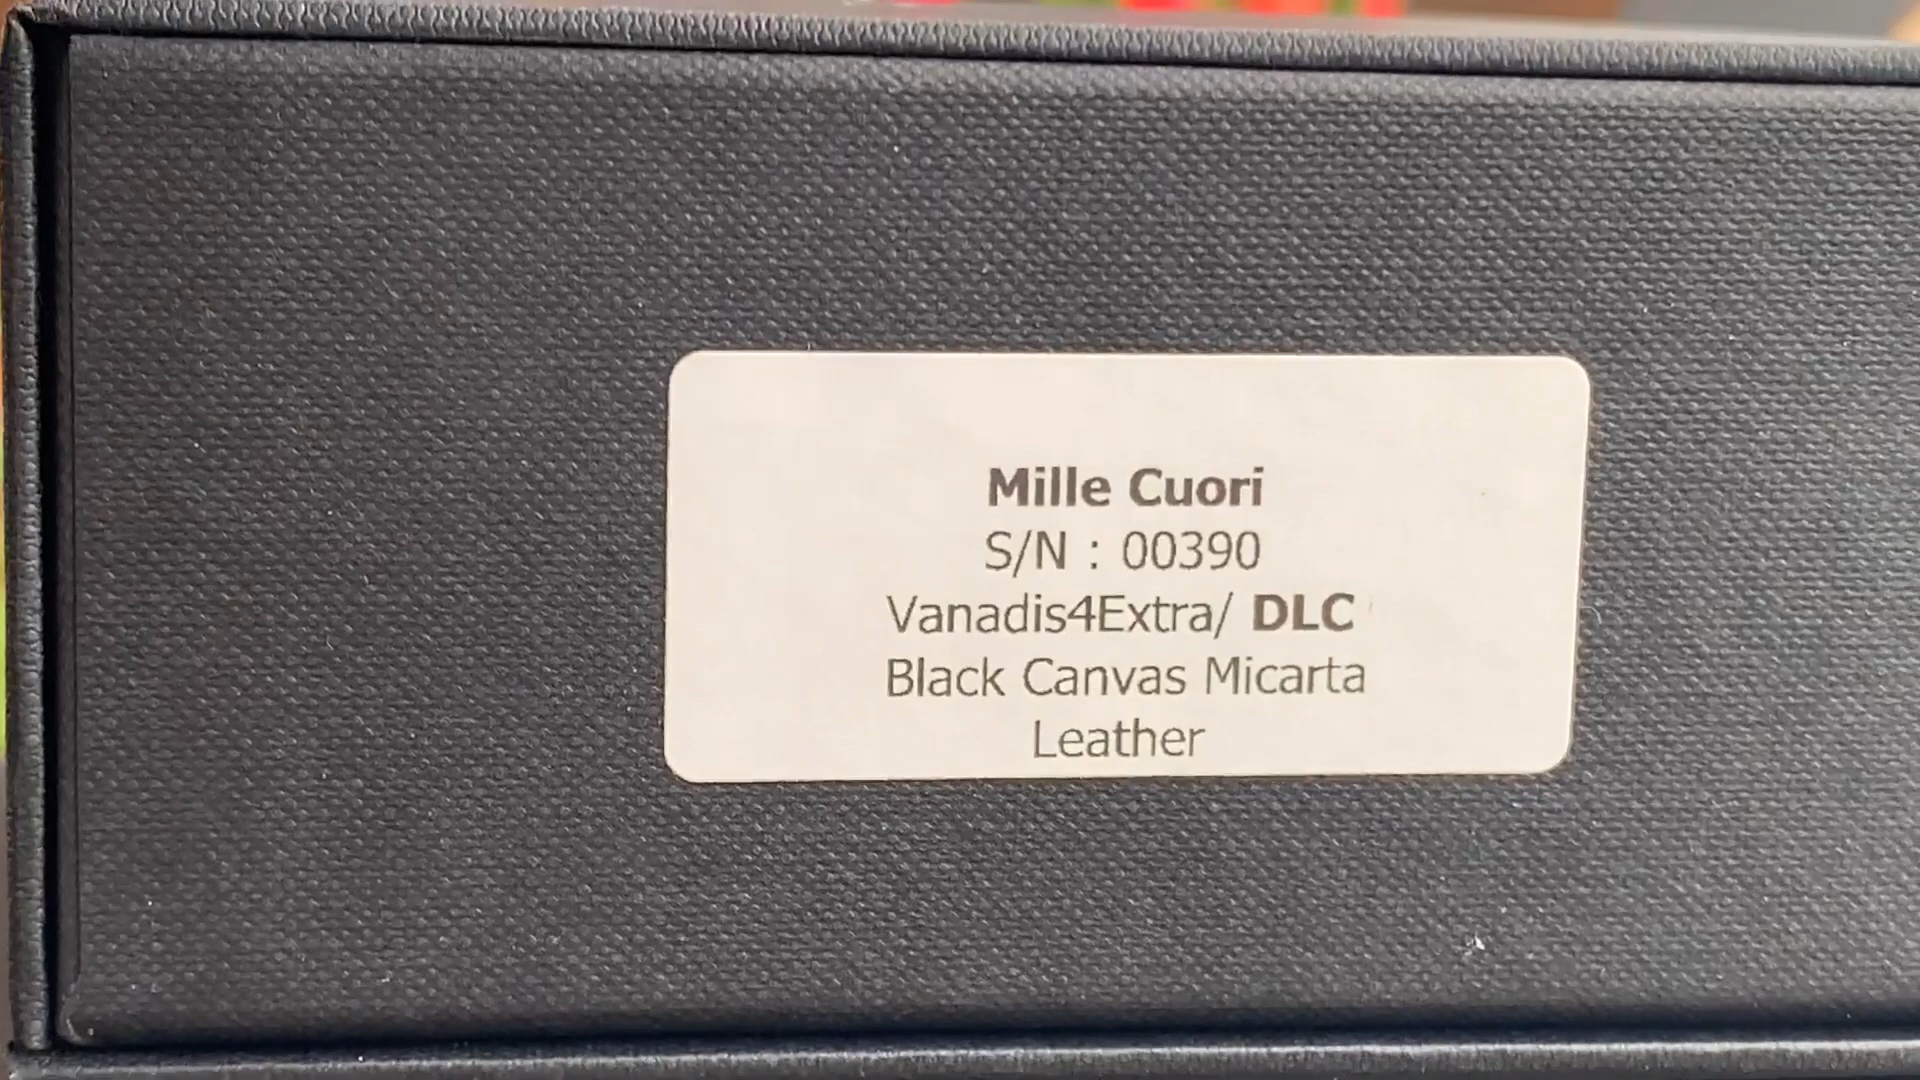 Mille Cuori
S/N : 00390
Vanadis4Extra/ DLC
Black Canvas Micarta
Leather